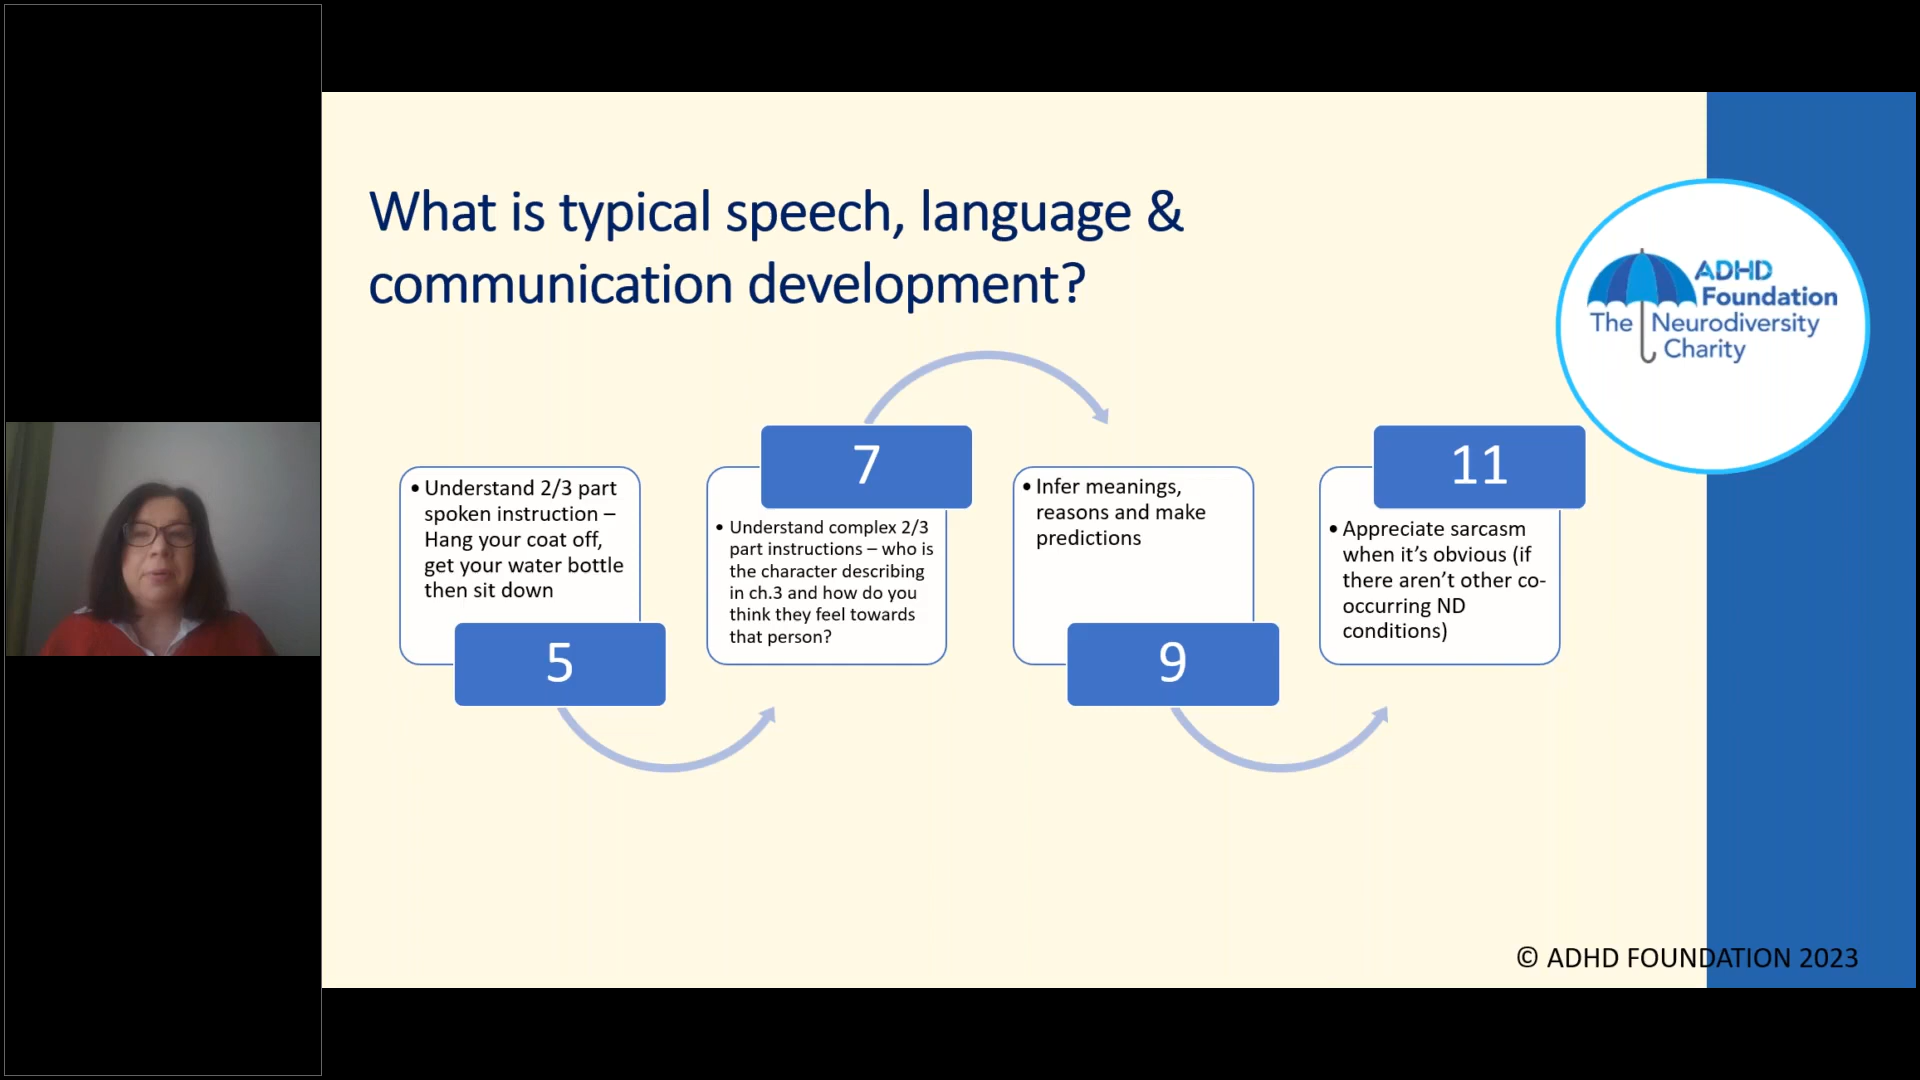 What is typical speech, language &
communication development?
ADHD
Foundation
The Neurodiversity
Charity
• Understand 2/3 part
spoken instruction –
Hang your coat off,
get your water bottle
then sit down
5
7
• Understand complex 2/3
part instructions – who is
the character describing
in ch.3 and how do you
think they feel towards
that person?
• Infer meanings,
reasons and make
predictions
9
11
• Appreciate sarcasm
when it’s obvious (if
there aren’t other co-
occurring ND
conditions)
© ADHD FOUNDATION 2023